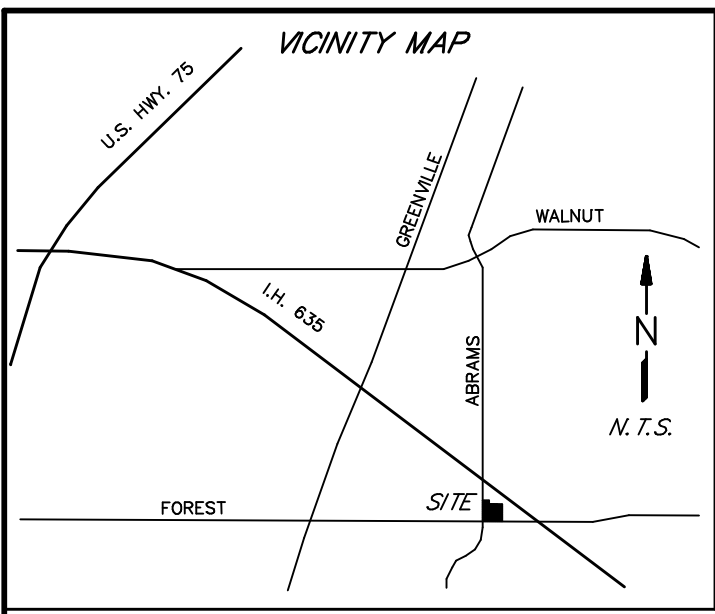 VICINITY MAP
U.S. HWY. 75
GREENVILLE
WALNUT
I.H. 635
ABRAMS
N
N.T.S.
SITE
FOREST